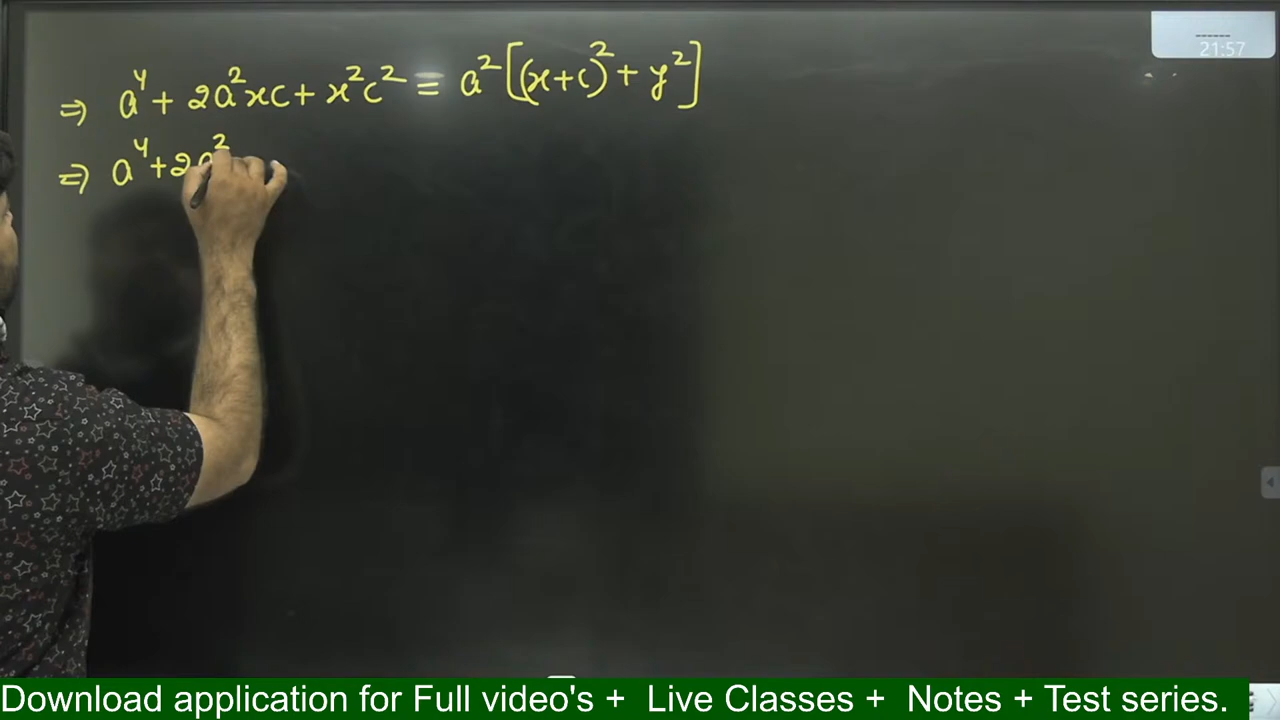 ------
21:57
⇒ a⁴ + 2a²xc + x²c² = a²[(x+c)² + y²]
⇒ a⁴ + 2a²
Download application for Full video's + Live Classes + Notes + Test series.